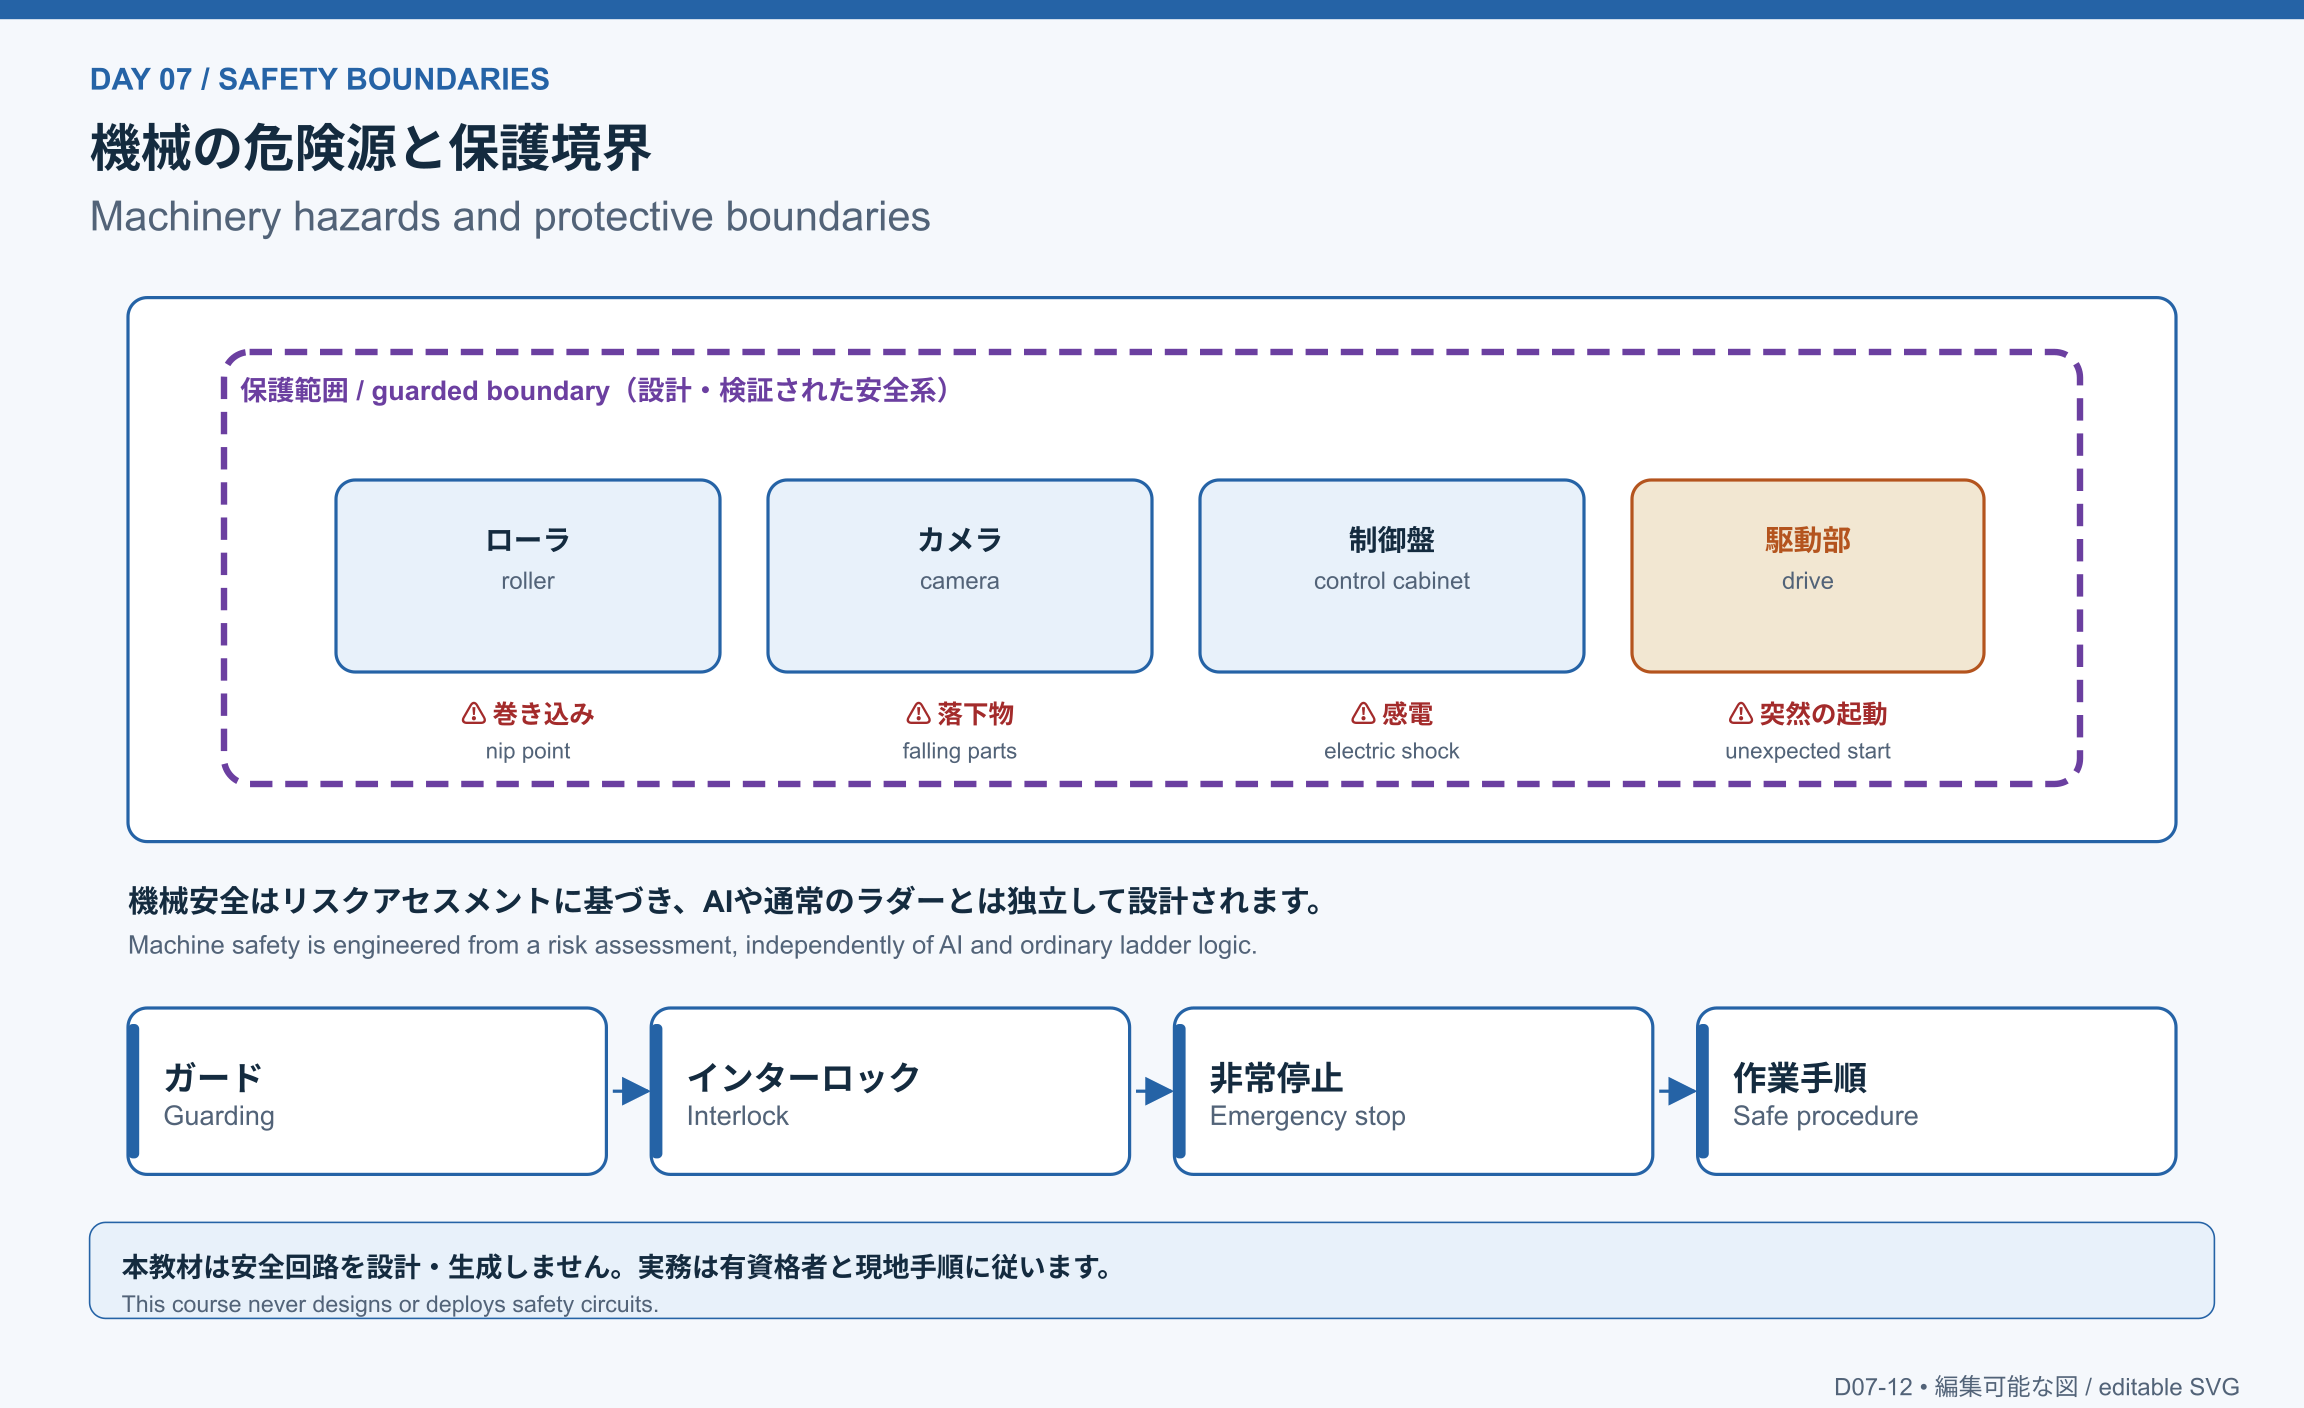 DAY 07 / SAFETY BOUNDARIES
機械の危険源と保護境界
Machinery hazards and protective boundaries
保護範囲 / guarded boundary（設計・検証された安全系）
ローラ
roller
カメラ
camera
制御盤
control cabinet
駆動部
drive
⚠ 巻き込み
nip point
⚠ 落下物
falling parts
⚠ 感電
electric shock
⚠ 突然の起動
unexpected start
機械安全はリスクアセスメントに基づき、AIや通常のラダーとは独立して設計されます。
Machine safety is engineered from a risk assessment, independently of AI and ordinary ladder logic.
ガード
Guarding
インターロック
Interlock
非常停止
Emergency stop
作業手順
Safe procedure
本教材は安全回路を設計・生成しません。実務は有資格者と現地手順に従います。
This course never designs or deploys safety circuits.
D07-12 • 編集可能な図 / editable SVG